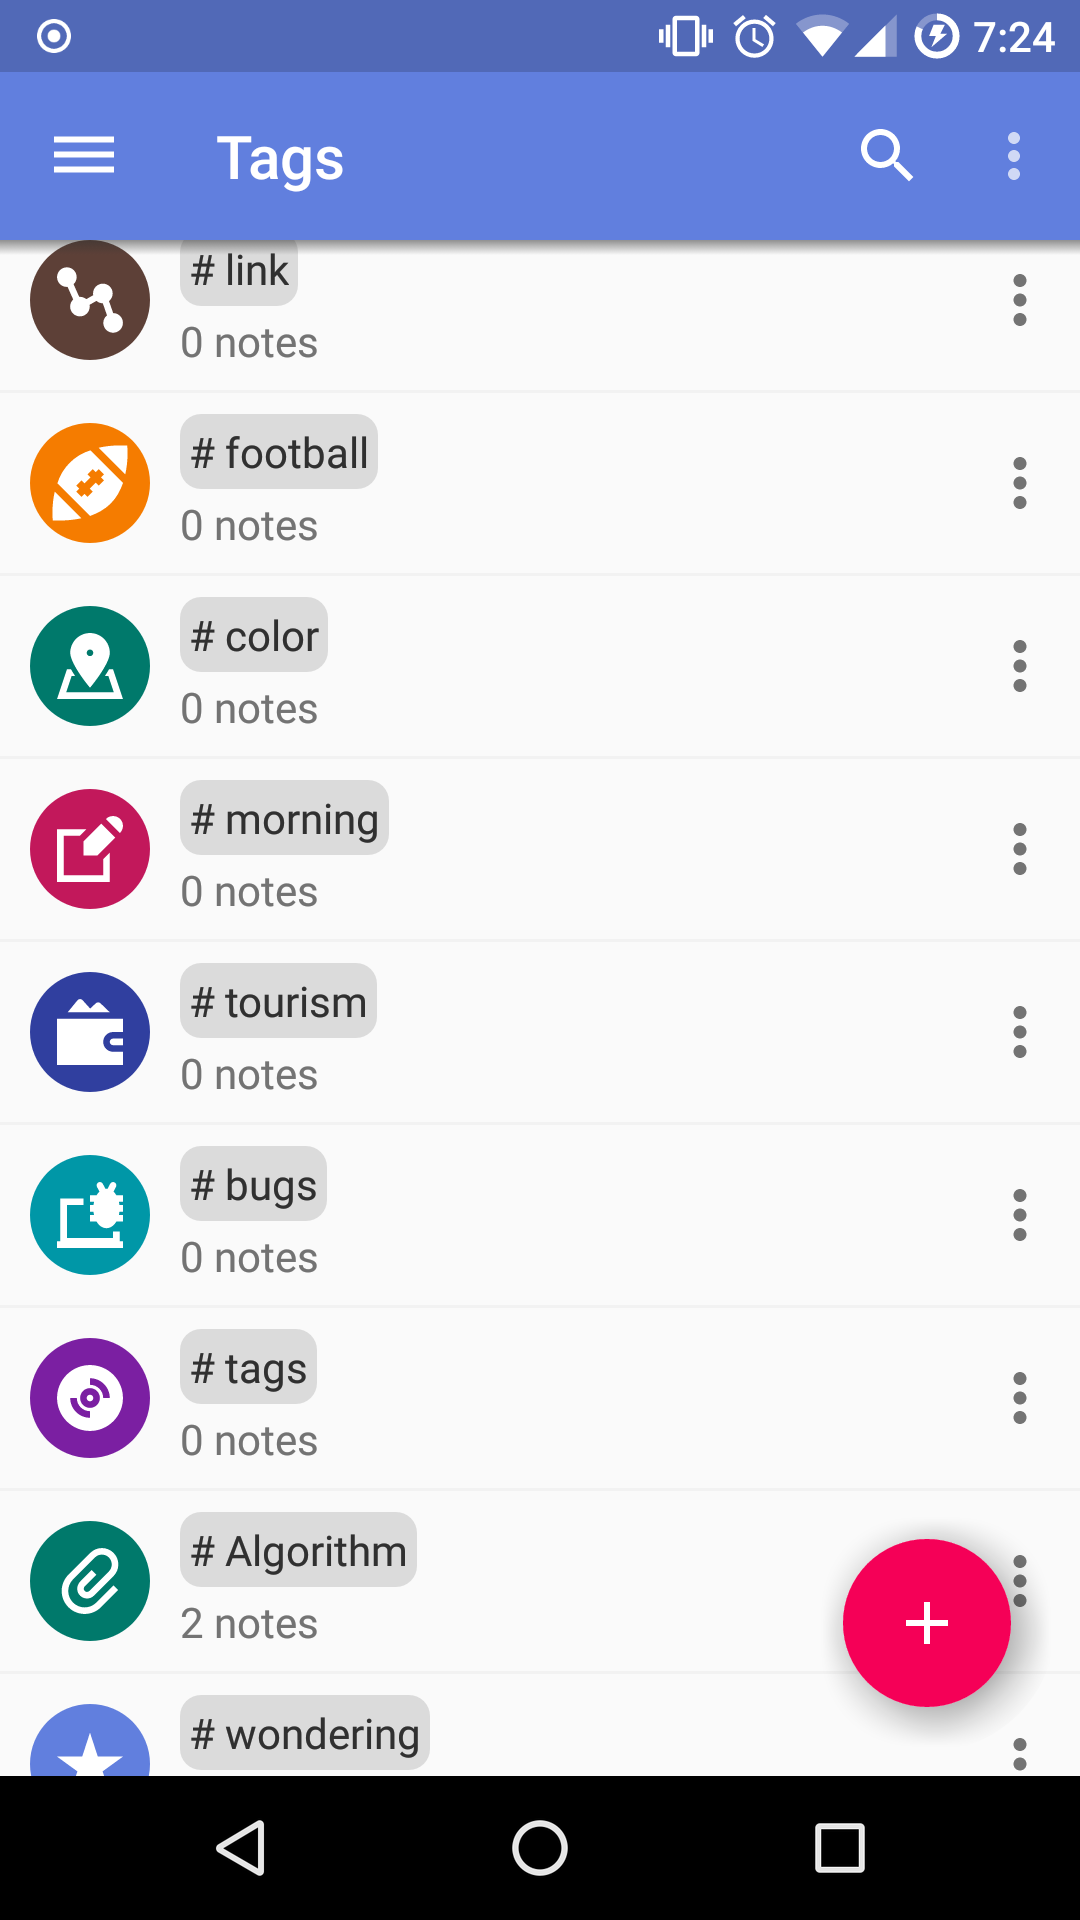 7:24
Tags
# link
0 notes
# football
0 notes
# color
0 notes
# morning
0 notes
# tourism
0 notes
# bugs
0 notes
# tags
0 notes
# Algorithm
2 notes
# wondering